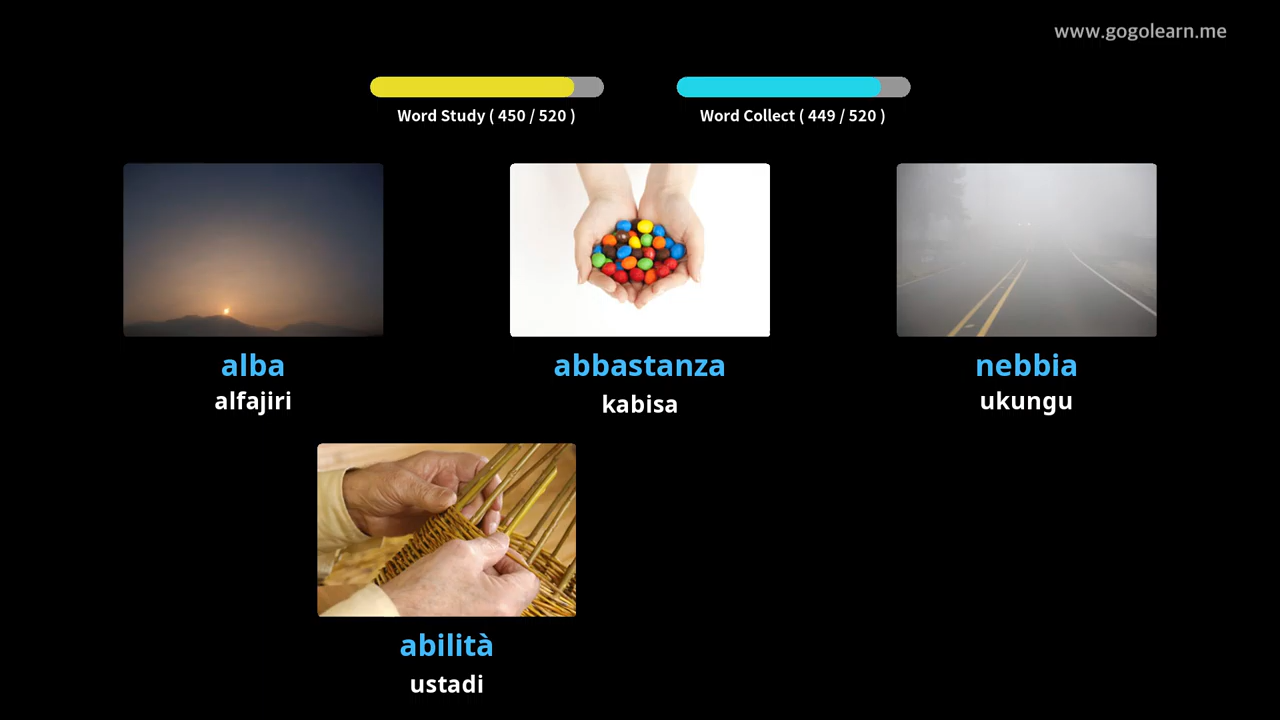 www.gogolearn.me
Word Study ( 450 / 520 )
Word Collect ( 449 / 520 )
alba
alfajiri
abbastanza
kabisa
nebbia
ukungu
abilità
ustadi